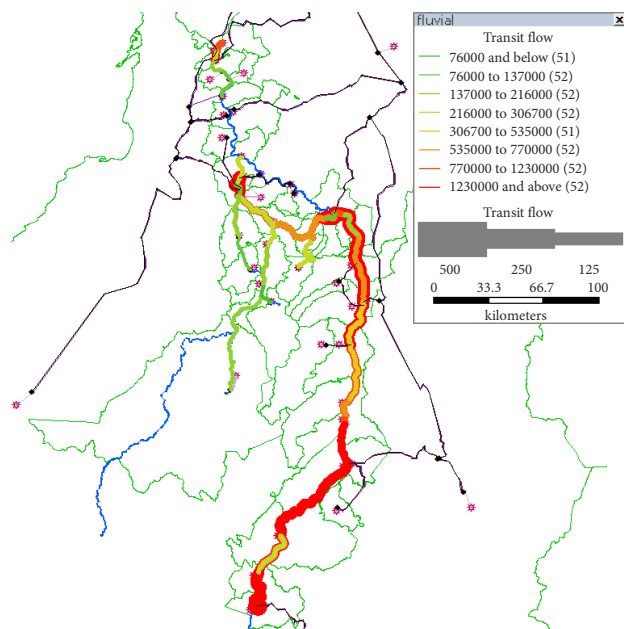 fluvial
Transit flow
76000 and below (51)
76000 to 137000 (52)
137000 to 216000 (52)
216000 to 306700 (52)
306700 to 535000 (51)
535000 to 770000 (52)
770000 to 1230000 (52)
1230000 and above (52)
Transit flow
500 250 125
0 33.3 66.7 100
kilometers